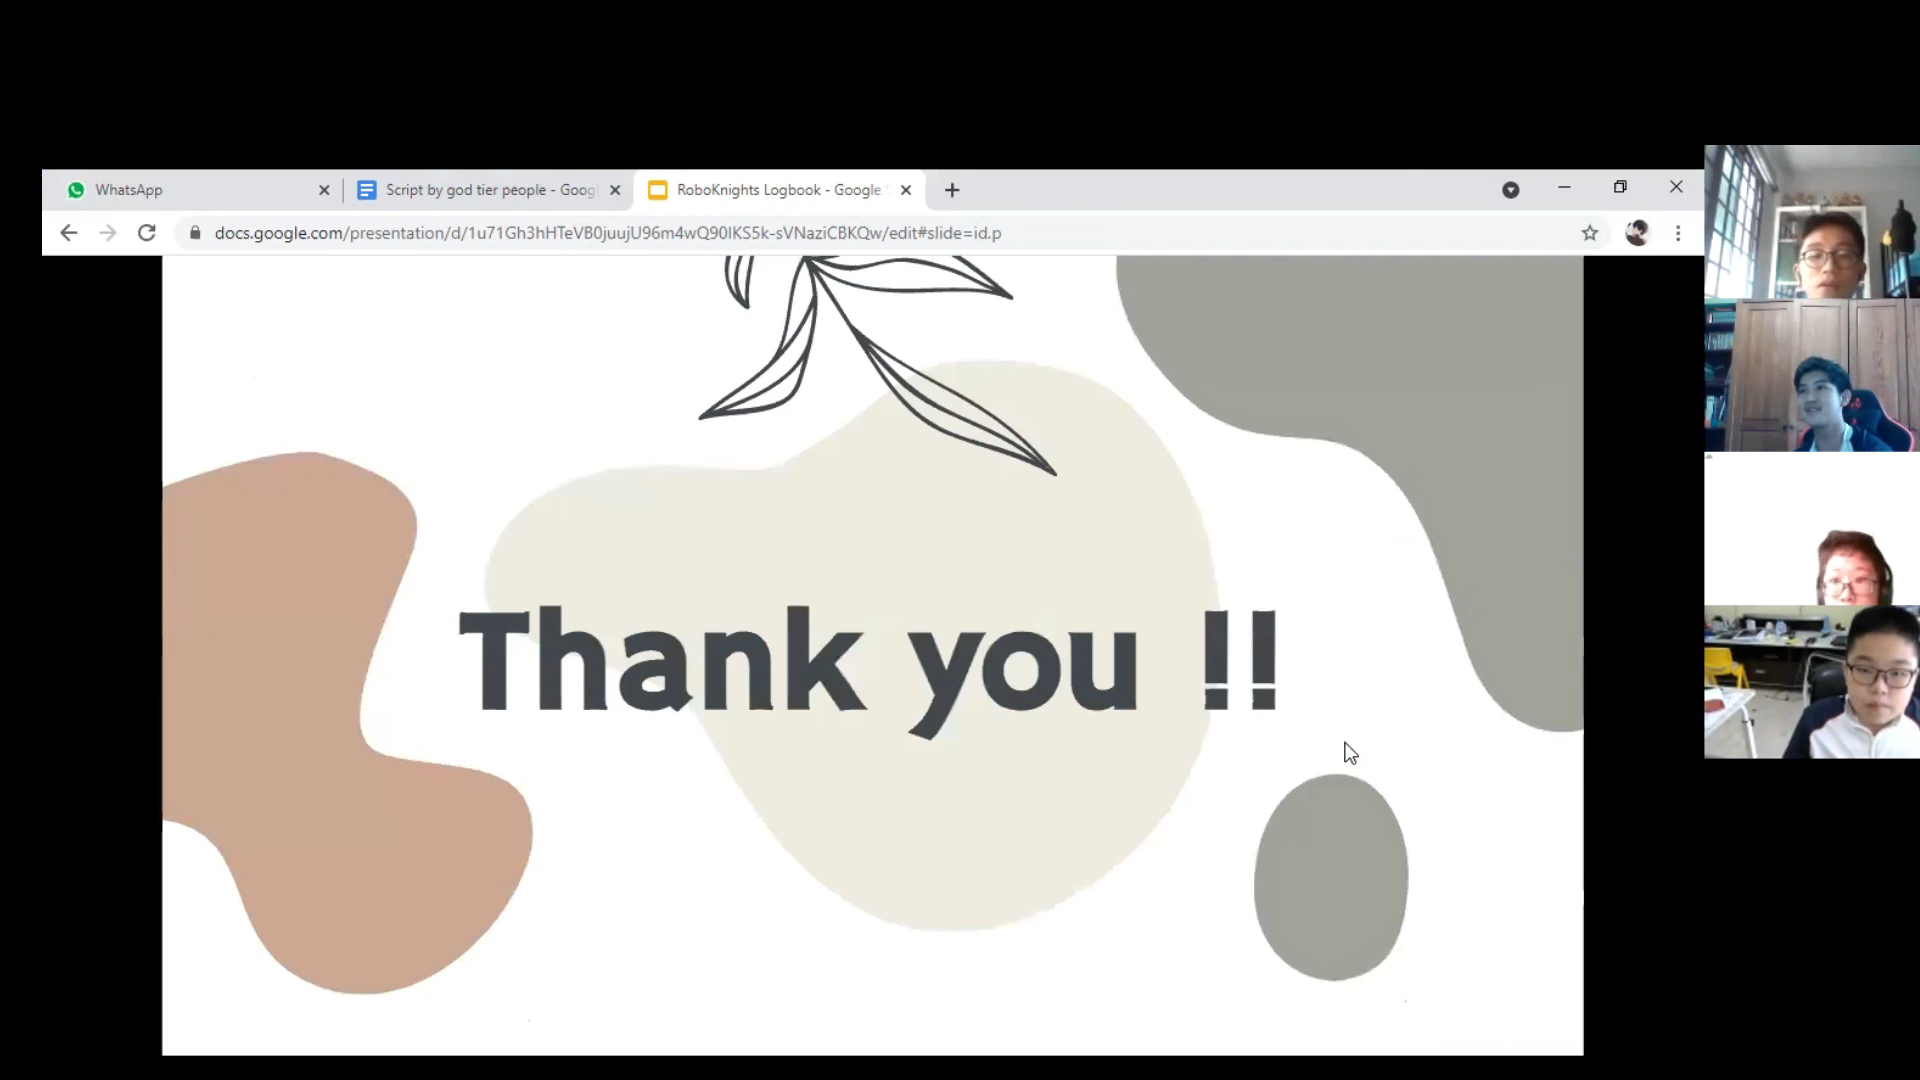 WhatsApp
Script by god tier people - Goog
RoboKnights Logbook - Google
docs.google.com/presentation/d/1u71Gh3hHTeVB0juujU96m4wQ90lKS5k-sVNaziCBKQw/edit#slide=id.p
Thank you !!